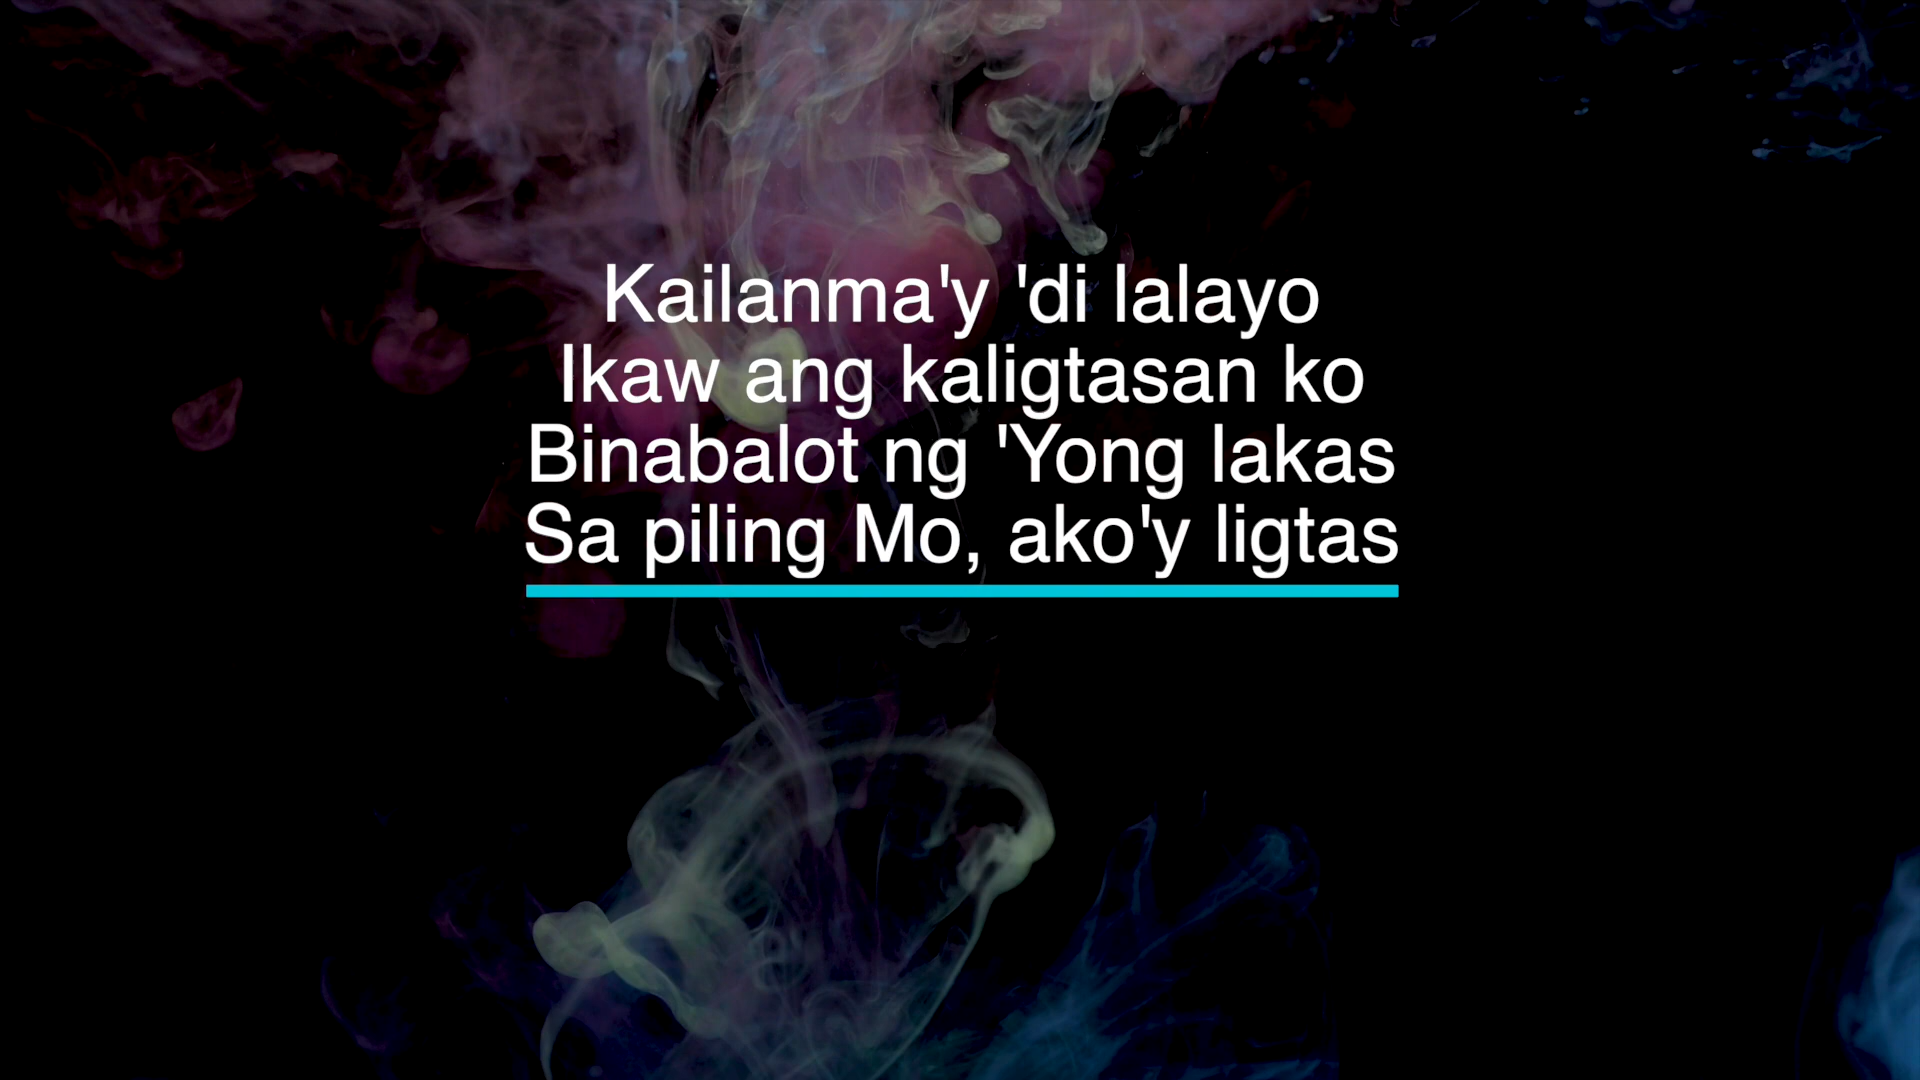 Kailanma'y 'di lalayo
Ikaw ang kaligtasan ko
Binabalot ng 'Yong lakas
Sa piling Mo, ako'y ligtas